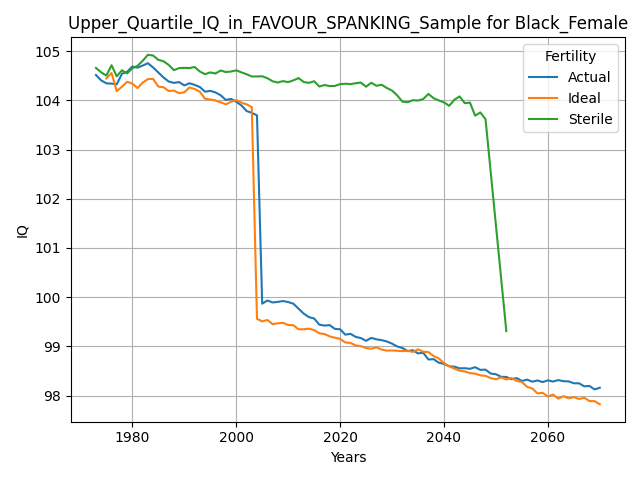 Upper_Quartile_IQ_in_FAVOUR_SPANKING_Sample for Black_Female
105
104
103
102
101
100
99
98
IQ
1980
2000
2020
2040
2060
Years
Fertility
Actual
Ideal
Sterile